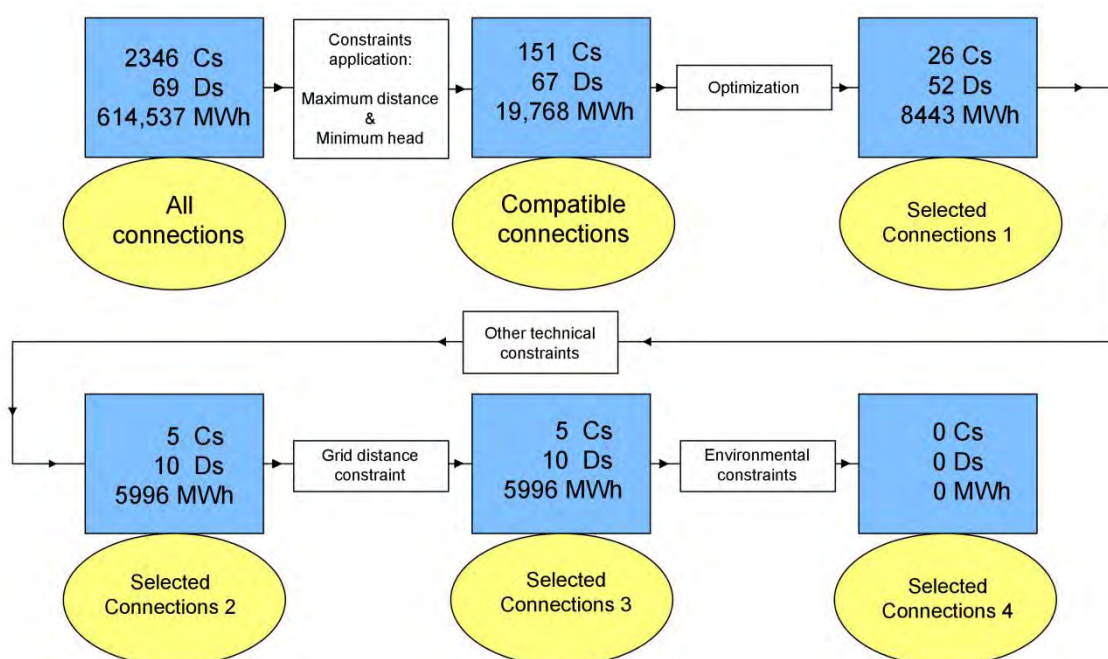 2346 Cs
69 Ds
614,537 MWh
All
connections
Constraints
application:
Maximum distance
&
Minimum head
151 Cs
67 Ds
19,768 MWh
Compatible
connections
Optimization
26 Cs
52 Ds
8443 MWh
Selected
Connections 1
Other technical
constraints
5 Cs
10 Ds
5996 MWh
Selected
Connections 2
Grid distance
constraint
5 Cs
10 Ds
5996 MWh
Selected
Connections 3
Environmental
constraints
0 Cs
0 Ds
0 MWh
Selected
Connections 4